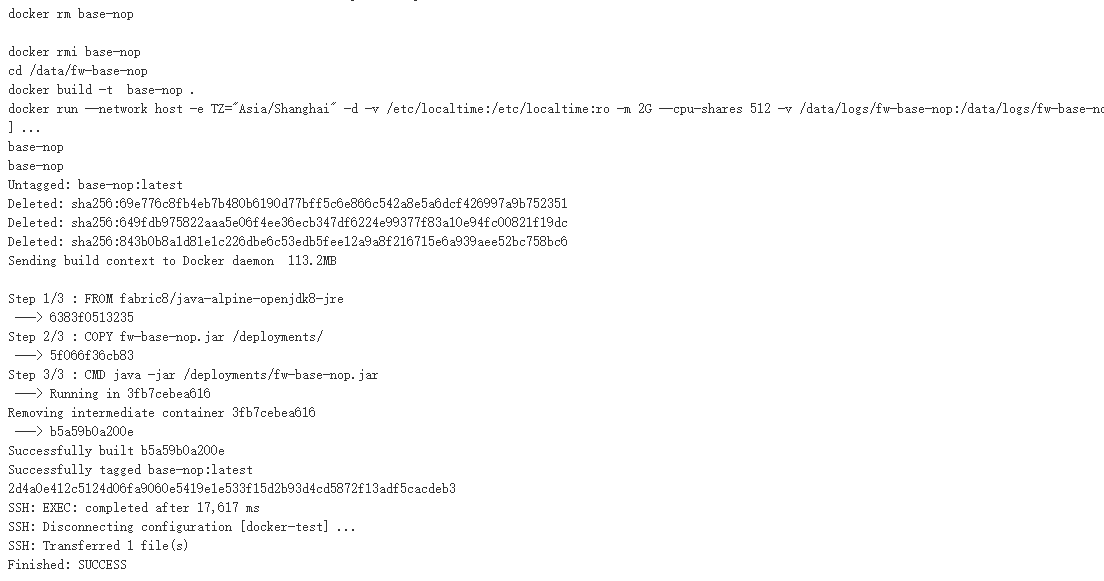 docker rm base-nop
docker rmi base-nop
cd /data/fw-base-nop
docker build -t  base-nop .
docker run --network host -e TZ="Asia/Shanghai" -d -v /etc/localtime:/etc/localtime:ro -m 2G --cpu-shares 512 -v /data/logs/fw-base-nop:/data/logs/fw-base-no
] ...
base-nop
base-nop
Untagged: base-nop:latest
Deleted: sha256:69e776c8fb4eb7b480b6190d77bff5c6e866c542a8e5a6dcf426997a9b752351
Deleted: sha256:649fdb975822aaa5e06f4ee36ecb347df6224e99377f83a10e94fc00821f19dc
Deleted: sha256:843b0b8a1d81e1c226dbe6c53edb5fee12a9a8f216715e6a939aee52bc758bc6
Sending build context to Docker daemon  113.2MB
Step 1/3 : FROM fabric8/java-alpine-openjdk8-jre
 ---> 6383f0513235
Step 2/3 : COPY fw-base-nop.jar /deployments/
 ---> 5f066f36cb83
Step 3/3 : CMD java -jar /deployments/fw-base-nop.jar
 ---> Running in 3fb7cebea616
Removing intermediate container 3fb7cebea616
 ---> b5a59b0a200e
Successfully built b5a59b0a200e
Successfully tagged base-nop:latest
2d4a0e412c5124d06fa9060e5419e1e533f15d2b93d4cd5872f13adf5cacdeb3
SSH: EXEC: completed after 17,617 ms
SSH: Disconnecting configuration [docker-test] ...
SSH: Transferred 1 file(s)
Finished: SUCCESS